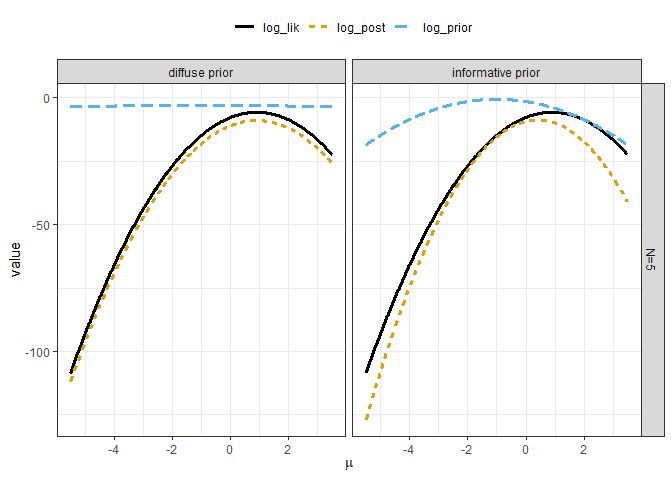 log_lik log_post log_prior
diffuse prior informative prior
0
-50
-100
value
N=5
-4 -2 0 2 -4 -2 0 2
μ